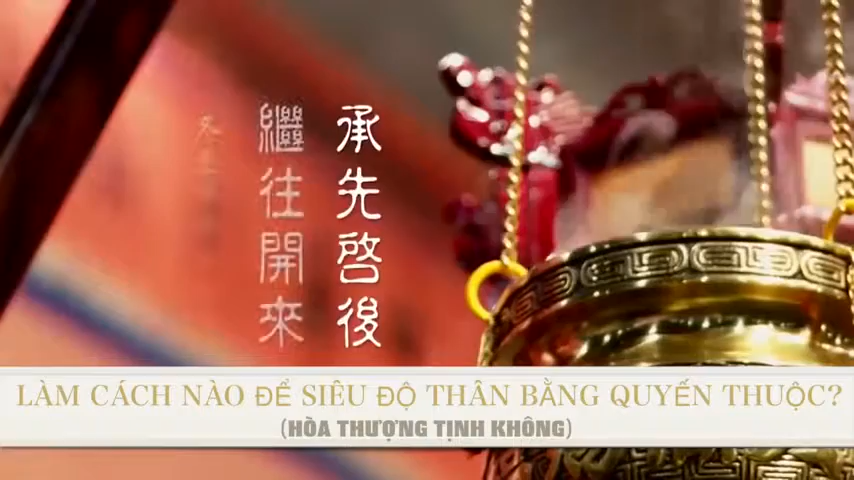 承先啓後
繼往開來
LÀM CÁCH NÀO ĐỂ SIÊU ĐỘ THÂN BẰNG QUYẾN THUỘC?
(HÒA THƯỢNG TỊNH KHÔNG)